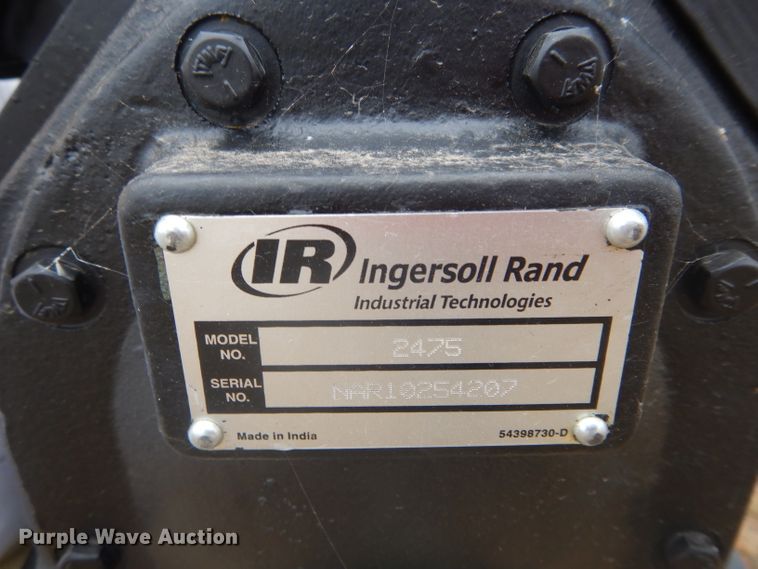 IR Ingersoll Rand
Industrial Technologies
MODEL NO. 2475
SERIAL NO. NAR10254207
Made in India 54398730-D
Purple Wave Auction